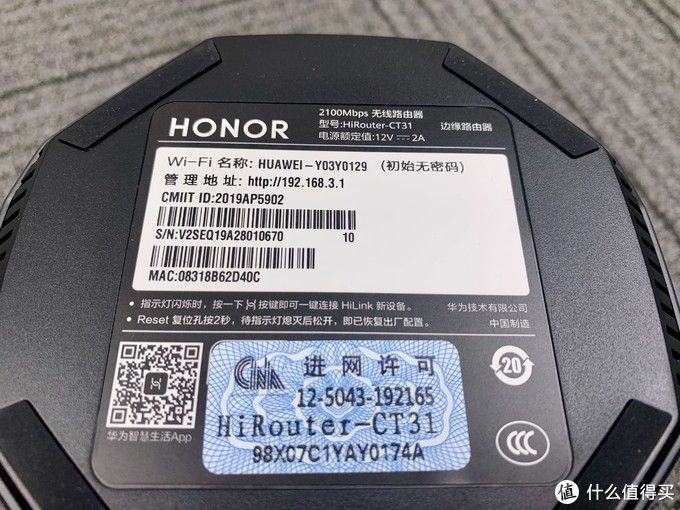 HONOR
2100Mbps 无线路由器
型号:HiRouter-CT31 边缘路由器
电源额定值:12V⎓2A
Wi-Fi 名称: HUAWEI-Y03Y0129 (初始无密码)
管理地址: http://192.168.3.1
CMIIT ID:2019AP5902
S/N:V2SEQ19A28010670 10
MAC:08318B62D40C
• 指示灯闪烁时，按一下 按键即可一键连接 HiLink 新设备。 华为技术有限公司
• Reset 复位孔按2秒，待指示灯熄灭后松开，即已恢复出厂配置。 中国制造
华为智慧生活App
CNA 进网许可
12-5043-192165
HiRouter-CT31
98X07C1YAY0174A
20
CCC
值 什么值得买